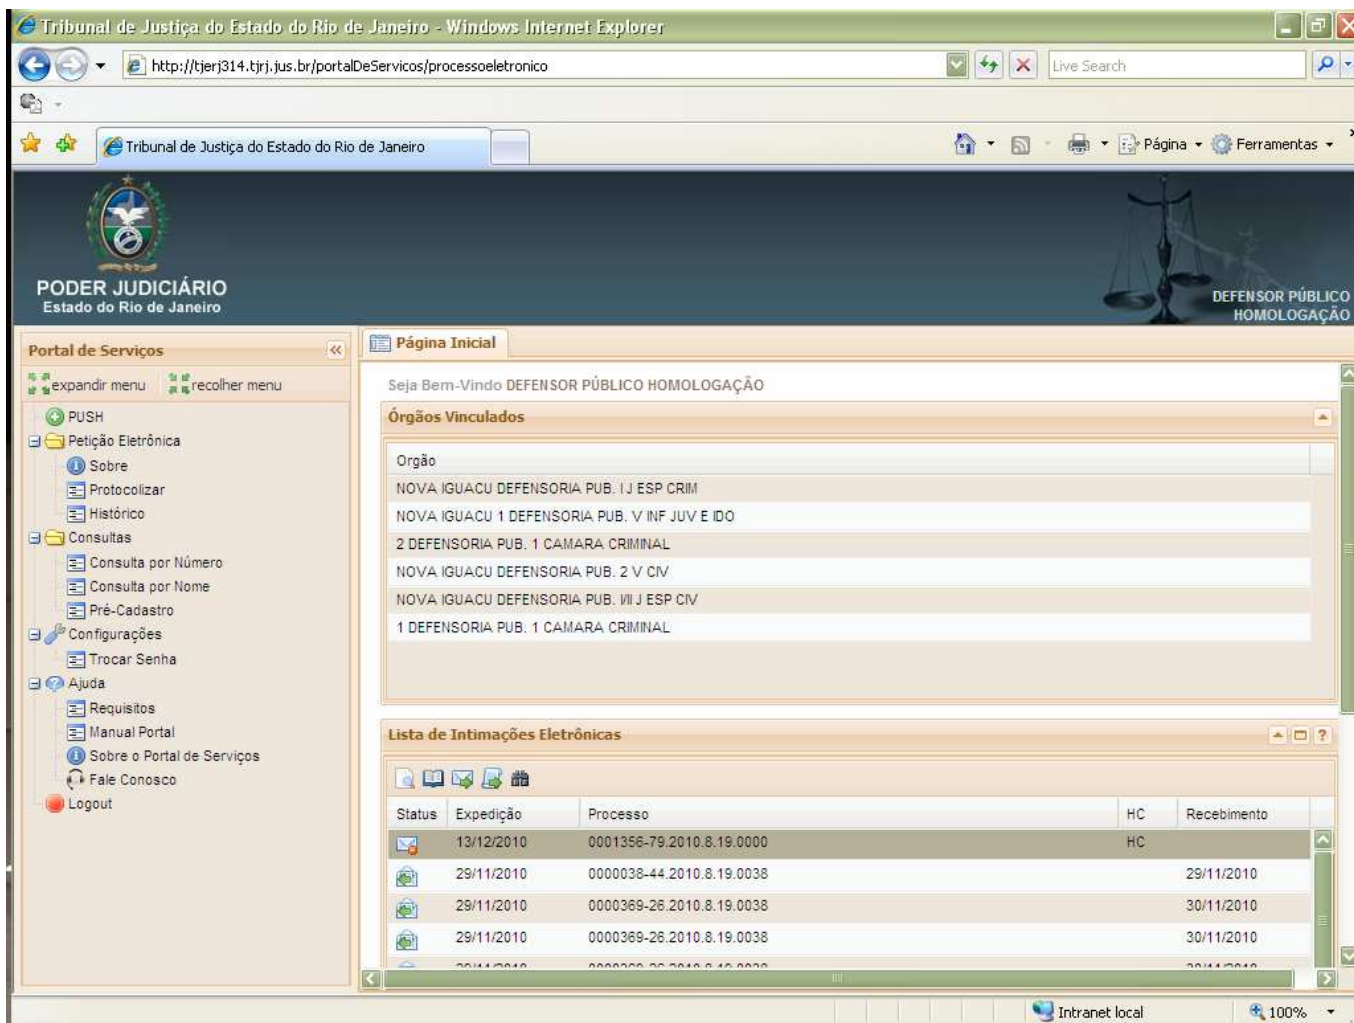 Tribunal de Justiça do Estado do Rio de Janeiro - Windows Internet Explorer
http://tjerj314.tjrj.jus.br/portalDeServicos/processoeletronico
Live Search
Tribunal de Justiça do Estado do Rio de Janeiro
Página
Ferramentas
PODER JUDICIÁRIO
Estado do Rio de Janeiro
DEFENSOR PÚBLICO
HOMOLOGAÇÃO
Portal de Serviços
expandir menu recolher menu
PUSH
Petição Eletrônica
Sobre
Protocolizar
Histórico
Consultas
Consulta por Número
Consulta por Nome
Pré-Cadastro
Configurações
Trocar Senha
Ajuda
Requisitos
Manual Portal
Sobre o Portal de Serviços
Fale Conosco
Logout
Página Inicial
Seja Bem-Vindo DEFENSOR PÚBLICO HOMOLOGAÇÃO
Órgãos Vinculados
Orgão
NOVA IGUACU DEFENSORIA PUB. I J ESP CRIM
NOVA IGUACU 1 DEFENSORIA PUB. V INF JUV E IDO
2 DEFENSORIA PUB. 1 CAMARA CRIMINAL
NOVA IGUACU DEFENSORIA PUB. 2 V CIV
NOVA IGUACU DEFENSORIA PUB. I/II J ESP CIV
1 DEFENSORIA PUB. 1 CAMARA CRIMINAL
Lista de Intimações Eletrônicas
Status Expedição Processo HC Recebimento
13/12/2010 0001356-79.2010.8.19.0000 HC
29/11/2010 0000038-44.2010.8.19.0038 29/11/2010
29/11/2010 0000369-26.2010.8.19.0038 30/11/2010
29/11/2010 0000369-26.2010.8.19.0038 30/11/2010
Intranet local
100%